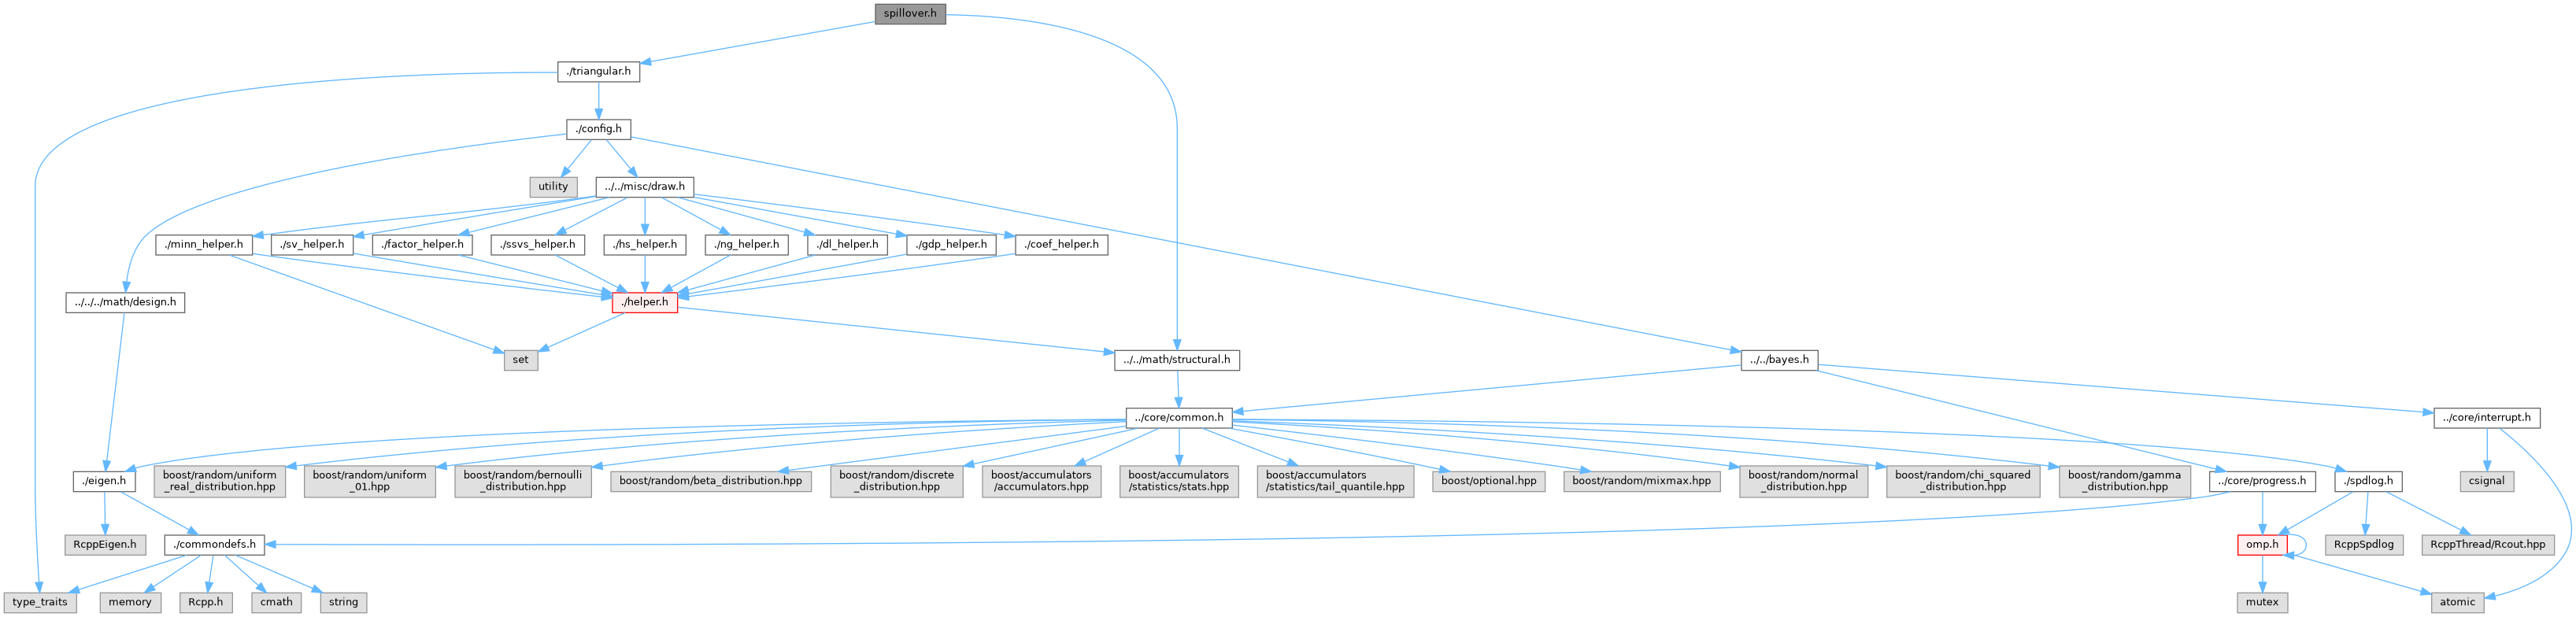 spillover.h
./triangular.h
./config.h
utility
../../misc/draw.h
./minn_helper.h
./sv_helper.h
./factor_helper.h
./ssvs_helper.h
./hs_helper.h
./ng_helper.h
./dl_helper.h
./gdp_helper.h
./coef_helper.h
../../../math/design.h
./helper.h
set
../../math/structural.h
../../bayes.h
../core/common.h
../core/interrupt.h
./eigen.h
boost/random/uniform
_real_distribution.hpp
boost/random/uniform
_01.hpp
boost/random/bernoulli
_distribution.hpp
boost/random/beta_distribution.hpp
boost/random/discrete
_distribution.hpp
boost/accumulators
/accumulators.hpp
boost/accumulators
/statistics/stats.hpp
boost/accumulators
/statistics/tail_quantile.hpp
boost/optional.hpp
boost/random/mixmax.hpp
boost/random/normal
_distribution.hpp
boost/random/chi_squared
_distribution.hpp
boost/random/gamma
_distribution.hpp
../core/progress.h
./spdlog.h
csignal
RcppEigen.h
./commondefs.h
omp.h
RcppSpdlog
RcppThread/Rcout.hpp
type_traits
memory
Rcpp.h
cmath
string
mutex
atomic